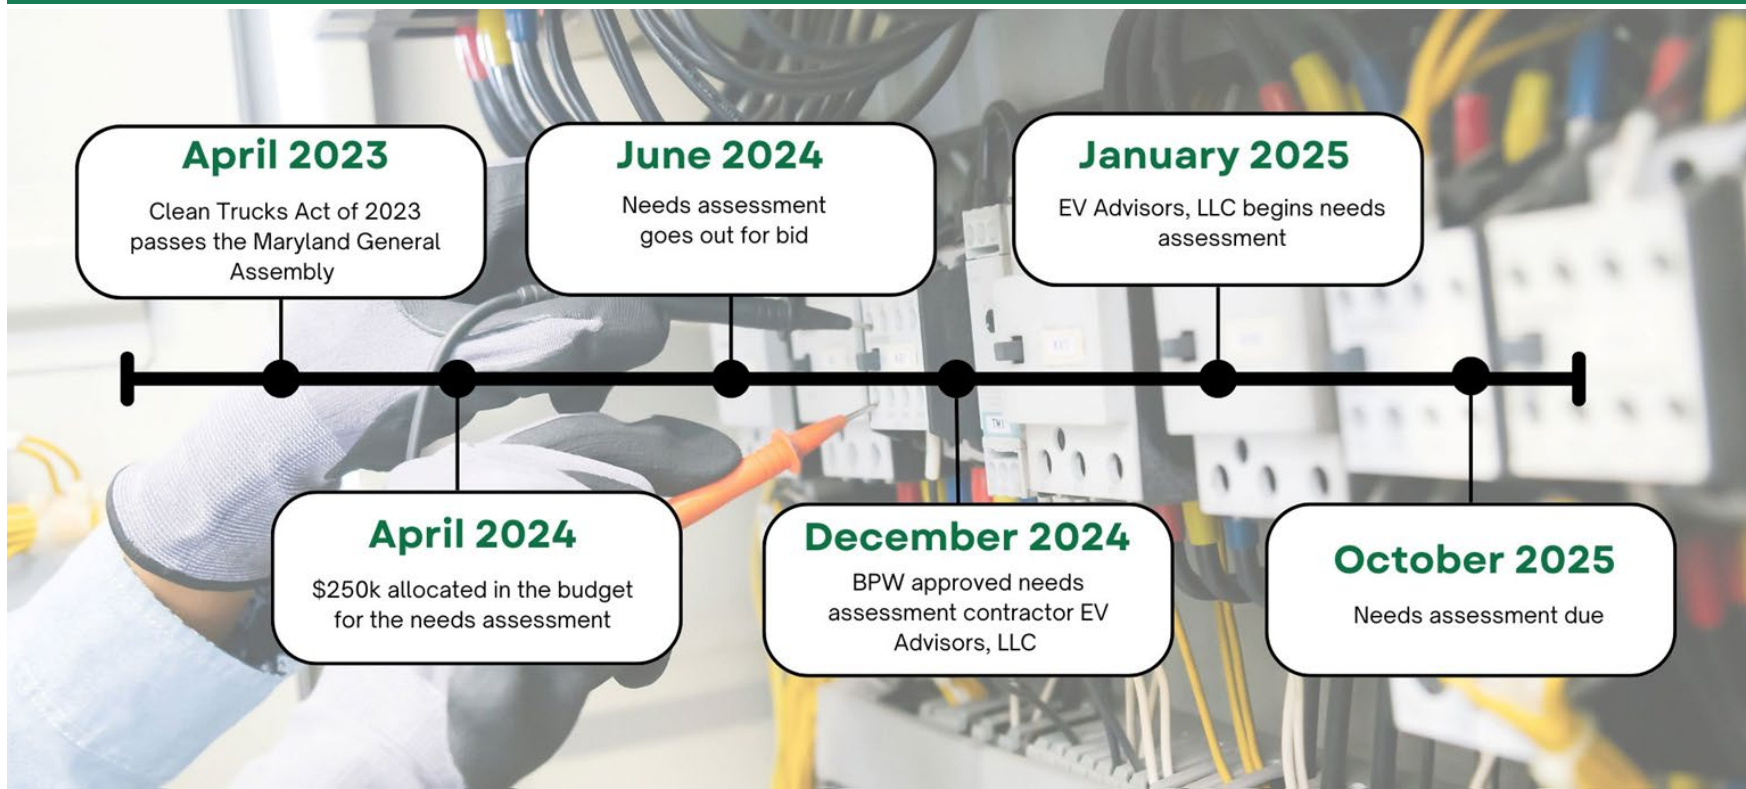 April 2023
Clean Trucks Act of 2023
passes the Maryland General
Assembly
April 2024
$250k allocated in the budget
for the needs assessment
June 2024
Needs assessment
goes out for bid
December 2024
BPW approved needs
assessment contractor EV
Advisors, LLC
January 2025
EV Advisors, LLC begins needs
assessment
October 2025
Needs assessment due